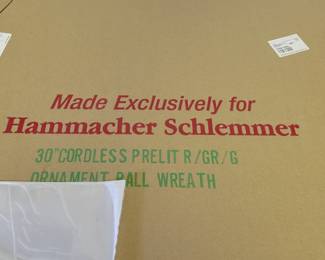 Made Exclusively for
Hammacher Schlemmer
30"CORDLESS PRELIT R/GR/G
ORNAMENT BALL WREATH